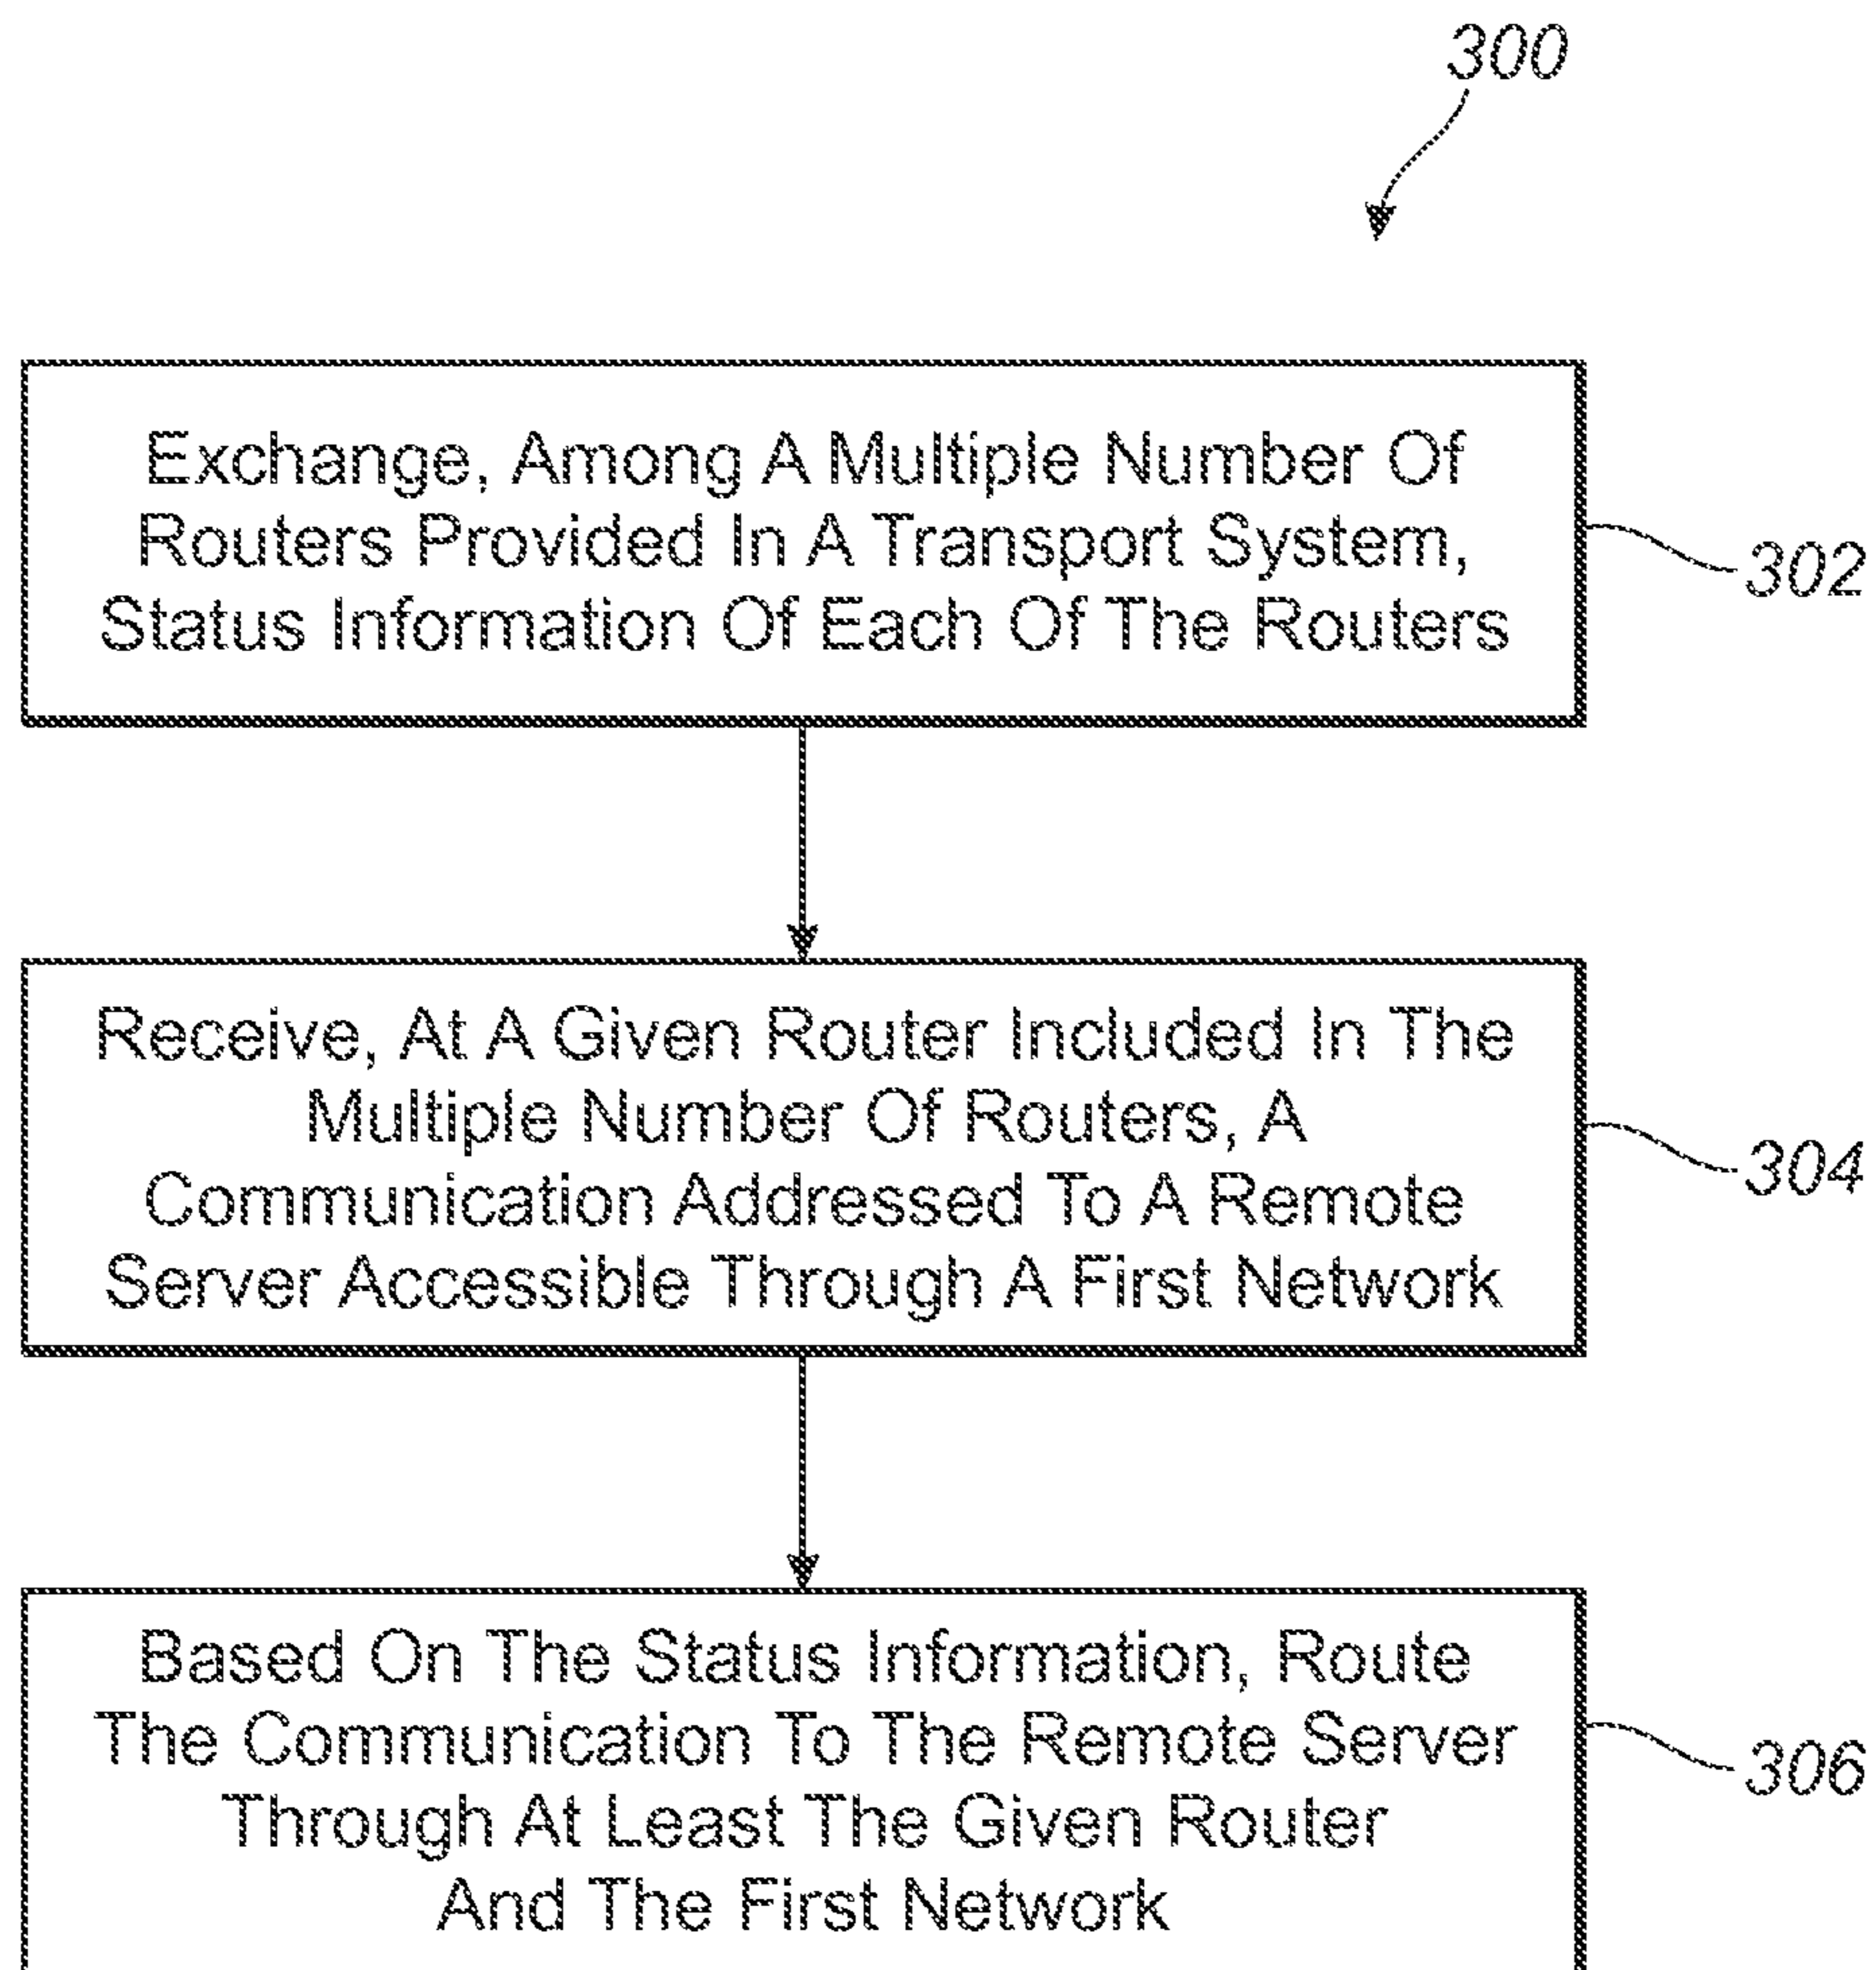 300
Exchange, Among A Multiple Number Of
Routers Provided In A Transport System,
Status Information Of Each Of The Routers
302
Receive, At A Given Router Included In The
Multiple Number Of Routers, A
Communication Addressed To A Remote
Server Accessible Through A First Network
304
Based On The Status Information, Route
The Communication To The Remote Server
Through At Least The Given Router
And The First Network
306